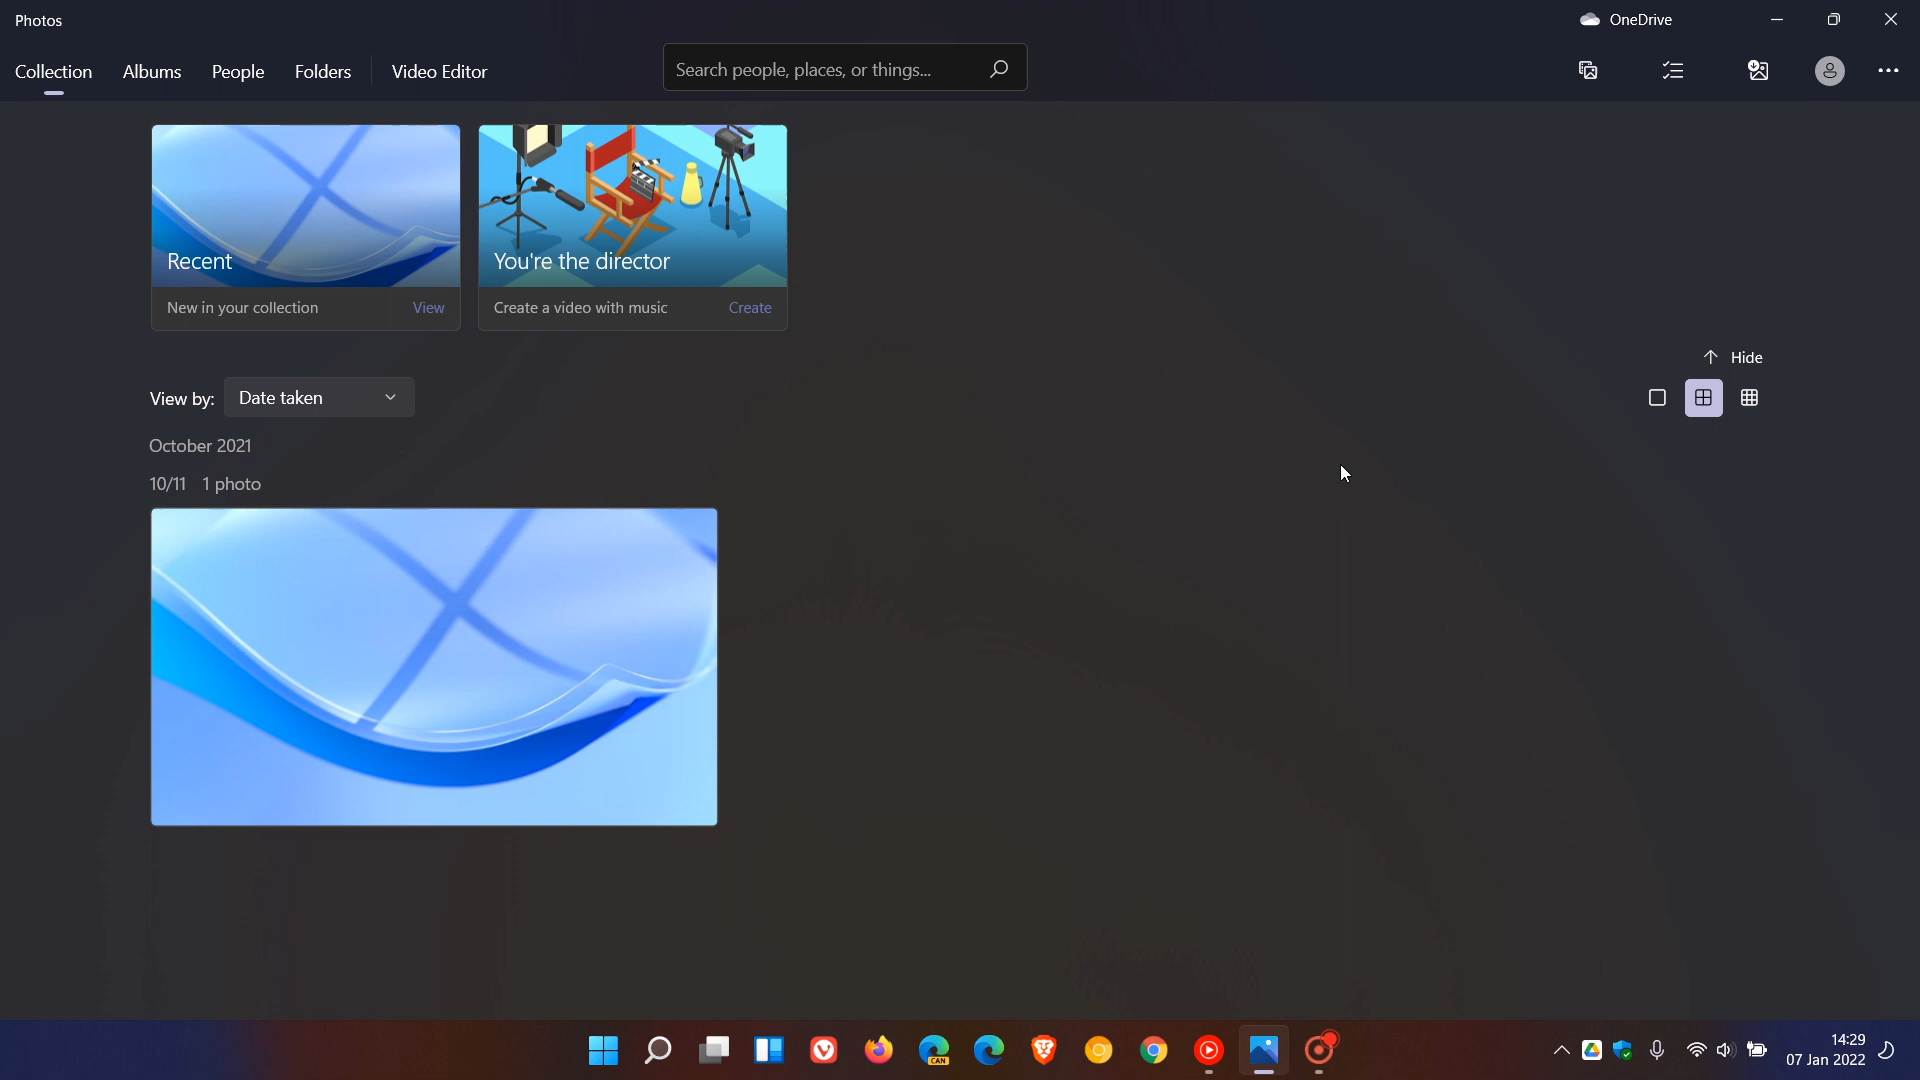 Photos
OneDrive
Collection Albums People Folders Video Editor
Search people, places, or things...
Recent
New in your collection View
You're the director
Create a video with music Create
Hide
View by: Date taken
October 2021
10/11 1 photo
CAN
14:29
07 Jan 2022